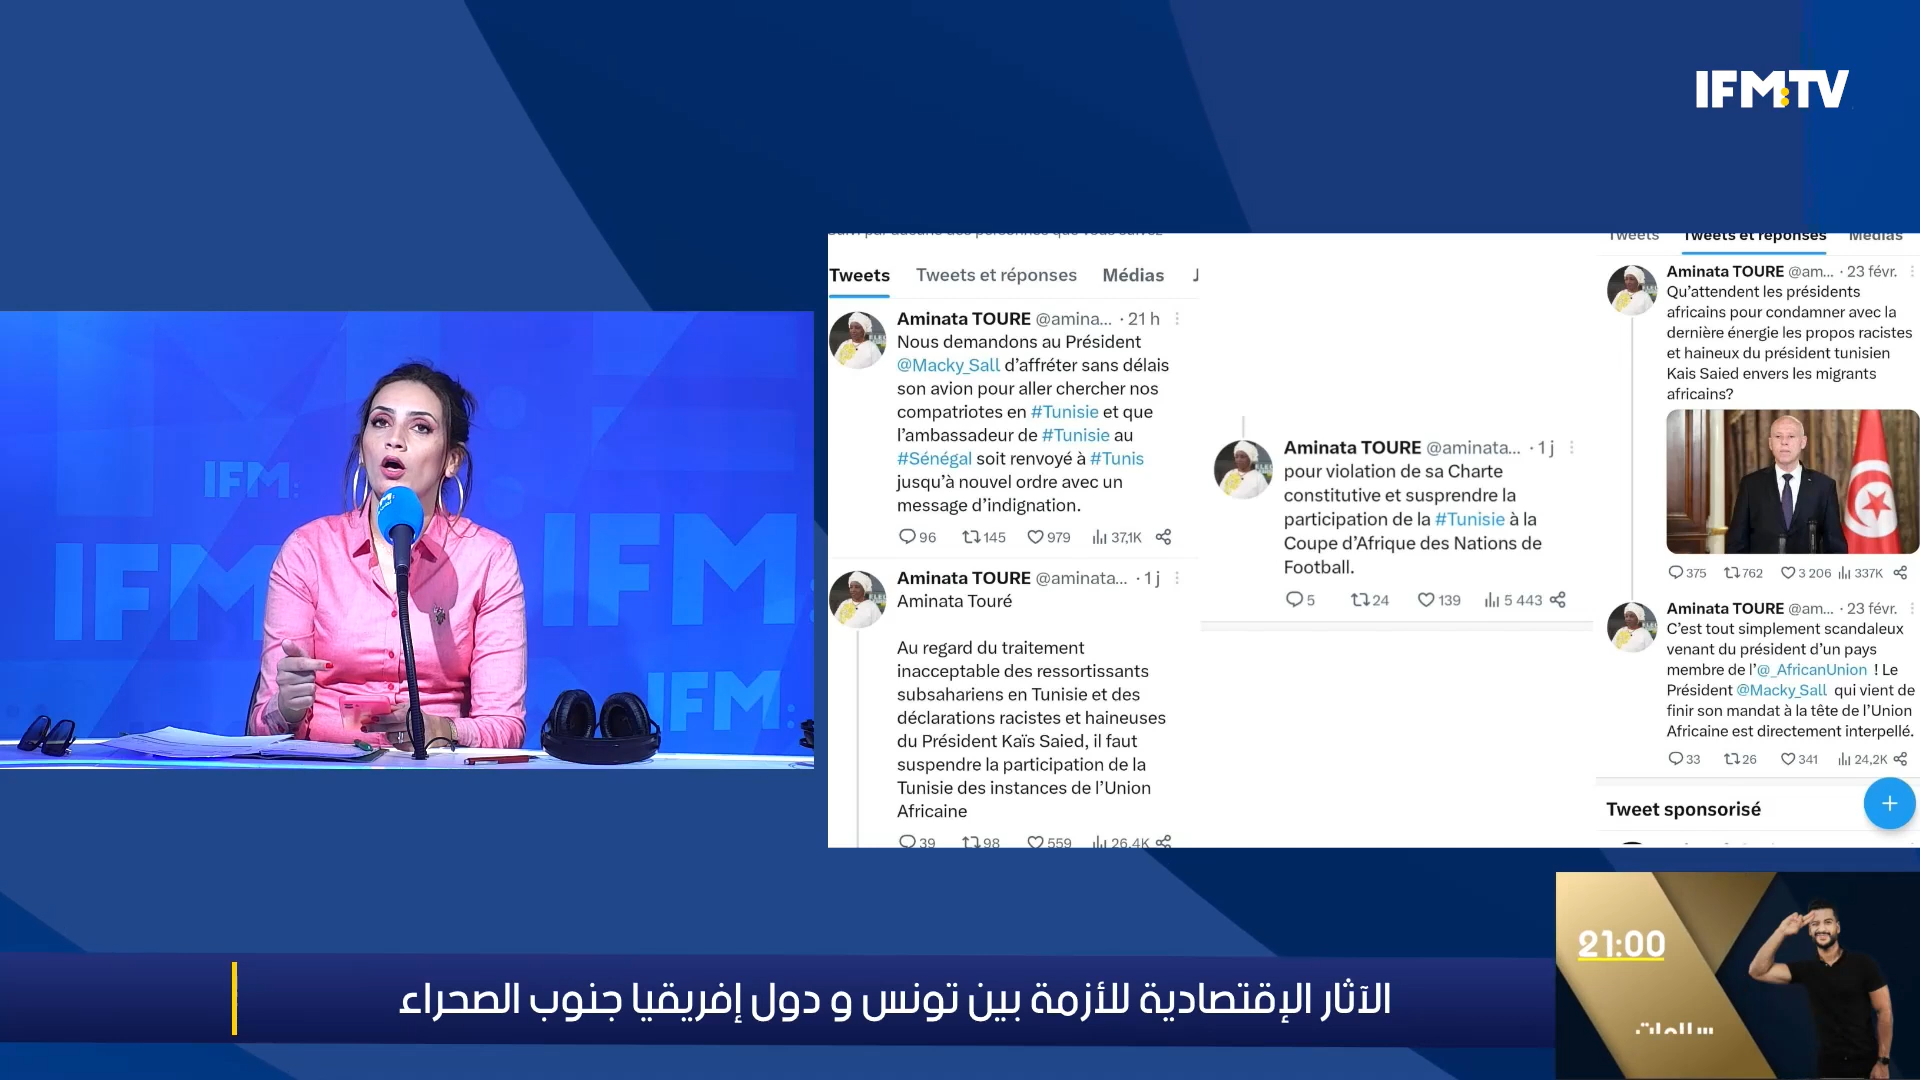 IFM:TV
Tweets Tweets et réponses Médias
Aminata TOURE @amina... · 21 h
Nous demandons au Président
@Macky_Sall d’affréter sans délais
son avion pour aller chercher nos
compatriotes en #Tunisie et que
l’ambassadeur de #Tunisie au
#Sénégal soit renvoyé à #Tunis
jusqu’à nouvel ordre avec un
message d’indignation.
96 145 979 37,1K
Aminata TOURE @aminata... · 1 j
Aminata Touré
Au regard du traitement
inacceptable des ressortissants
subsahariens en Tunisie et des
déclarations racistes et haineuses
du Président Kaïs Saied, il faut
suspendre la participation de la
Tunisie des instances de l’Union
Africaine
39 98 559 26,4K
Aminata TOURE @aminata... · 1 j
pour violation de sa Charte
constitutive et susprendre la
participation de la #Tunisie à la
Coupe d’Afrique des Nations de
Football.
5 24 139 5 443
Tweets Tweets et réponses Médias
Aminata TOURE @am... · 23 févr.
Qu’attendent les présidents
africains pour condamner avec la
dernière énergie les propos racistes
et haineux du président tunisien
Kais Saied envers les migrants
africains?
375 762 3 206 337K
Aminata TOURE @am... · 23 févr.
C’est tout simplement scandaleux
venant du président d’un pays
membre de l’@_AfricanUnion ! Le
Président @Macky_Sall qui vient de
finir son mandat à la tête de l’Union
Africaine est directement interpellé.
33 26 341 24,2K
Tweet sponsorisé
IFM:
IFM
IFM:
IFM:
21:00
الآثار الإقتصادية للأزمة بين تونس و دول إفريقيا جنوب الصحراء